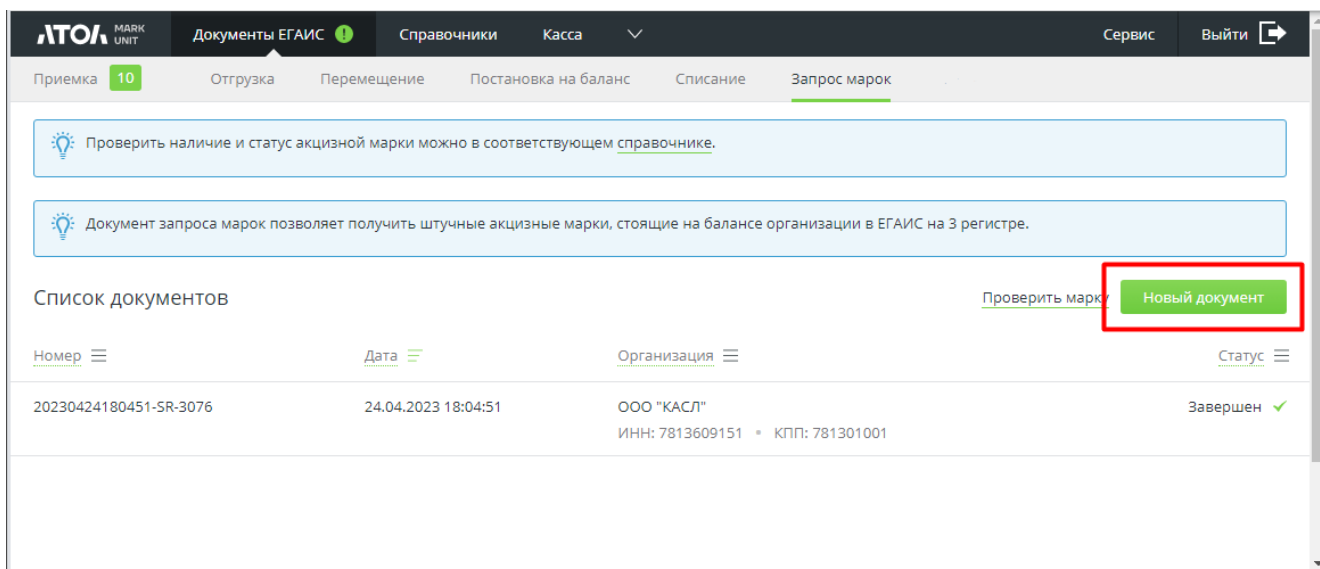 АТОЛ MARK UNIT Документы ЕГАИС Справочники Касса Сервис Выйти
Приемка 10 Отгрузка Перемещение Постановка на баланс Списание Запрос марок
Проверить наличие и статус акцизной марки можно в соответствующем справочнике.
Документ запроса марок позволяет получить штучные акцизные марки, стоящие на балансе организации в ЕГАИС на 3 регистре.
Список документов Проверить марку Новый документ
Номер Дата Организация Статус
20230424180451-SR-3076 24.04.2023 18:04:51 ООО "КАСЛ" Завершен
ИНН: 7813609151 • КПП: 781301001